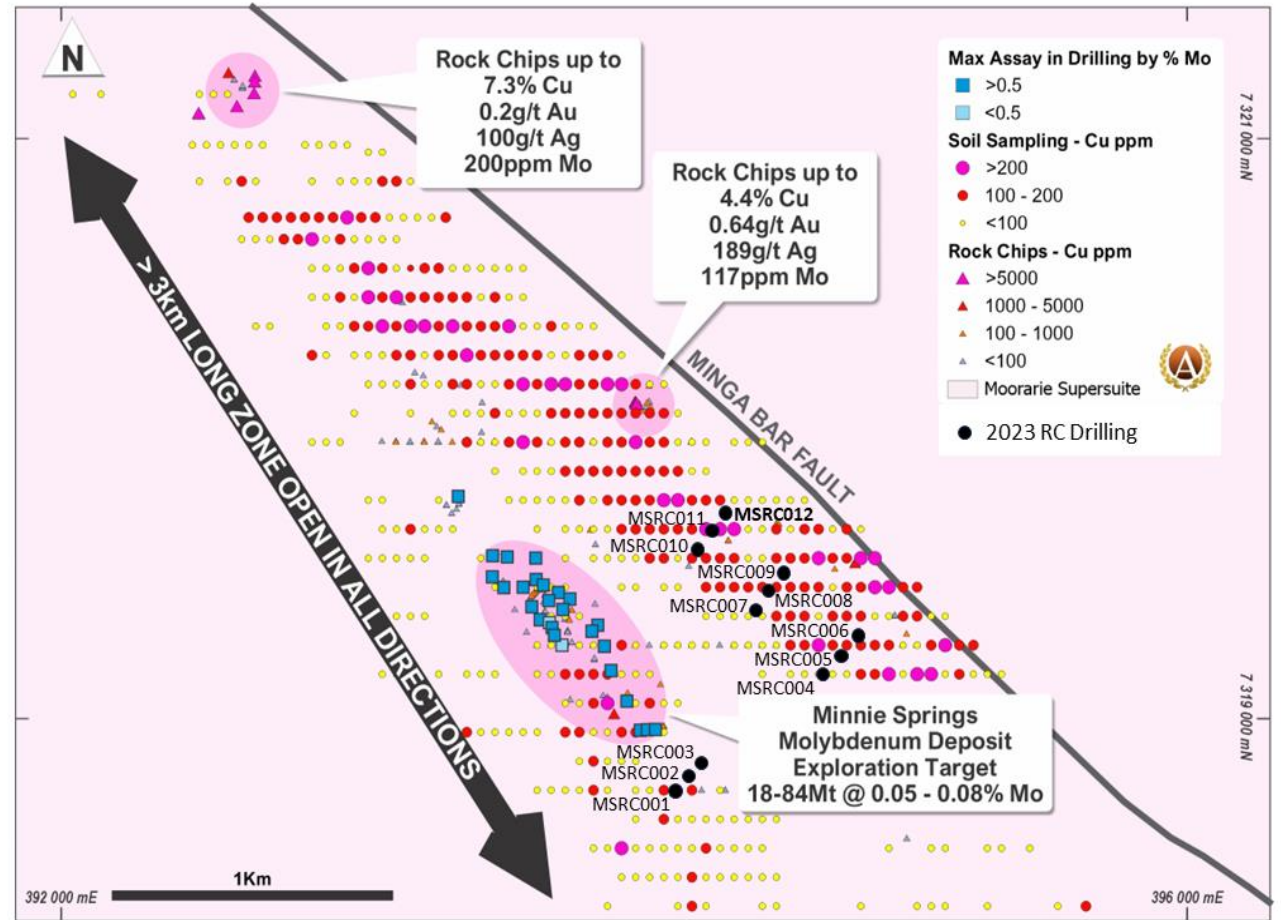 N
Rock Chips up to
7.3% Cu
0.2g/t Au
100g/t Ag
200ppm Mo
Rock Chips up to
4.4% Cu
0.64g/t Au
189g/t Ag
117ppm Mo
Max Assay in Drilling by % Mo
>0.5
<0.5
Soil Sampling - Cu ppm
>200
100 - 200
<100
Rock Chips - Cu ppm
>5000
1000 - 5000
100 - 1000
<100
Moorarie Supersuite
A
2023 RC Drilling
7 321 000 mN
> 3km LONG ZONE OPEN IN ALL DIRECTIONS
MINGA BAR FAULT
MSRC011
MSRC012
MSRC010
MSRC009
MSRC008
MSRC007
MSRC006
MSRC005
MSRC004
7 319 000 mN
Minnie Springs
Molybdenum Deposit
Exploration Target
18-84Mt @ 0.05 - 0.08% Mo
MSRC003
MSRC002
MSRC001
1Km
392 000 mE
396 000 mE